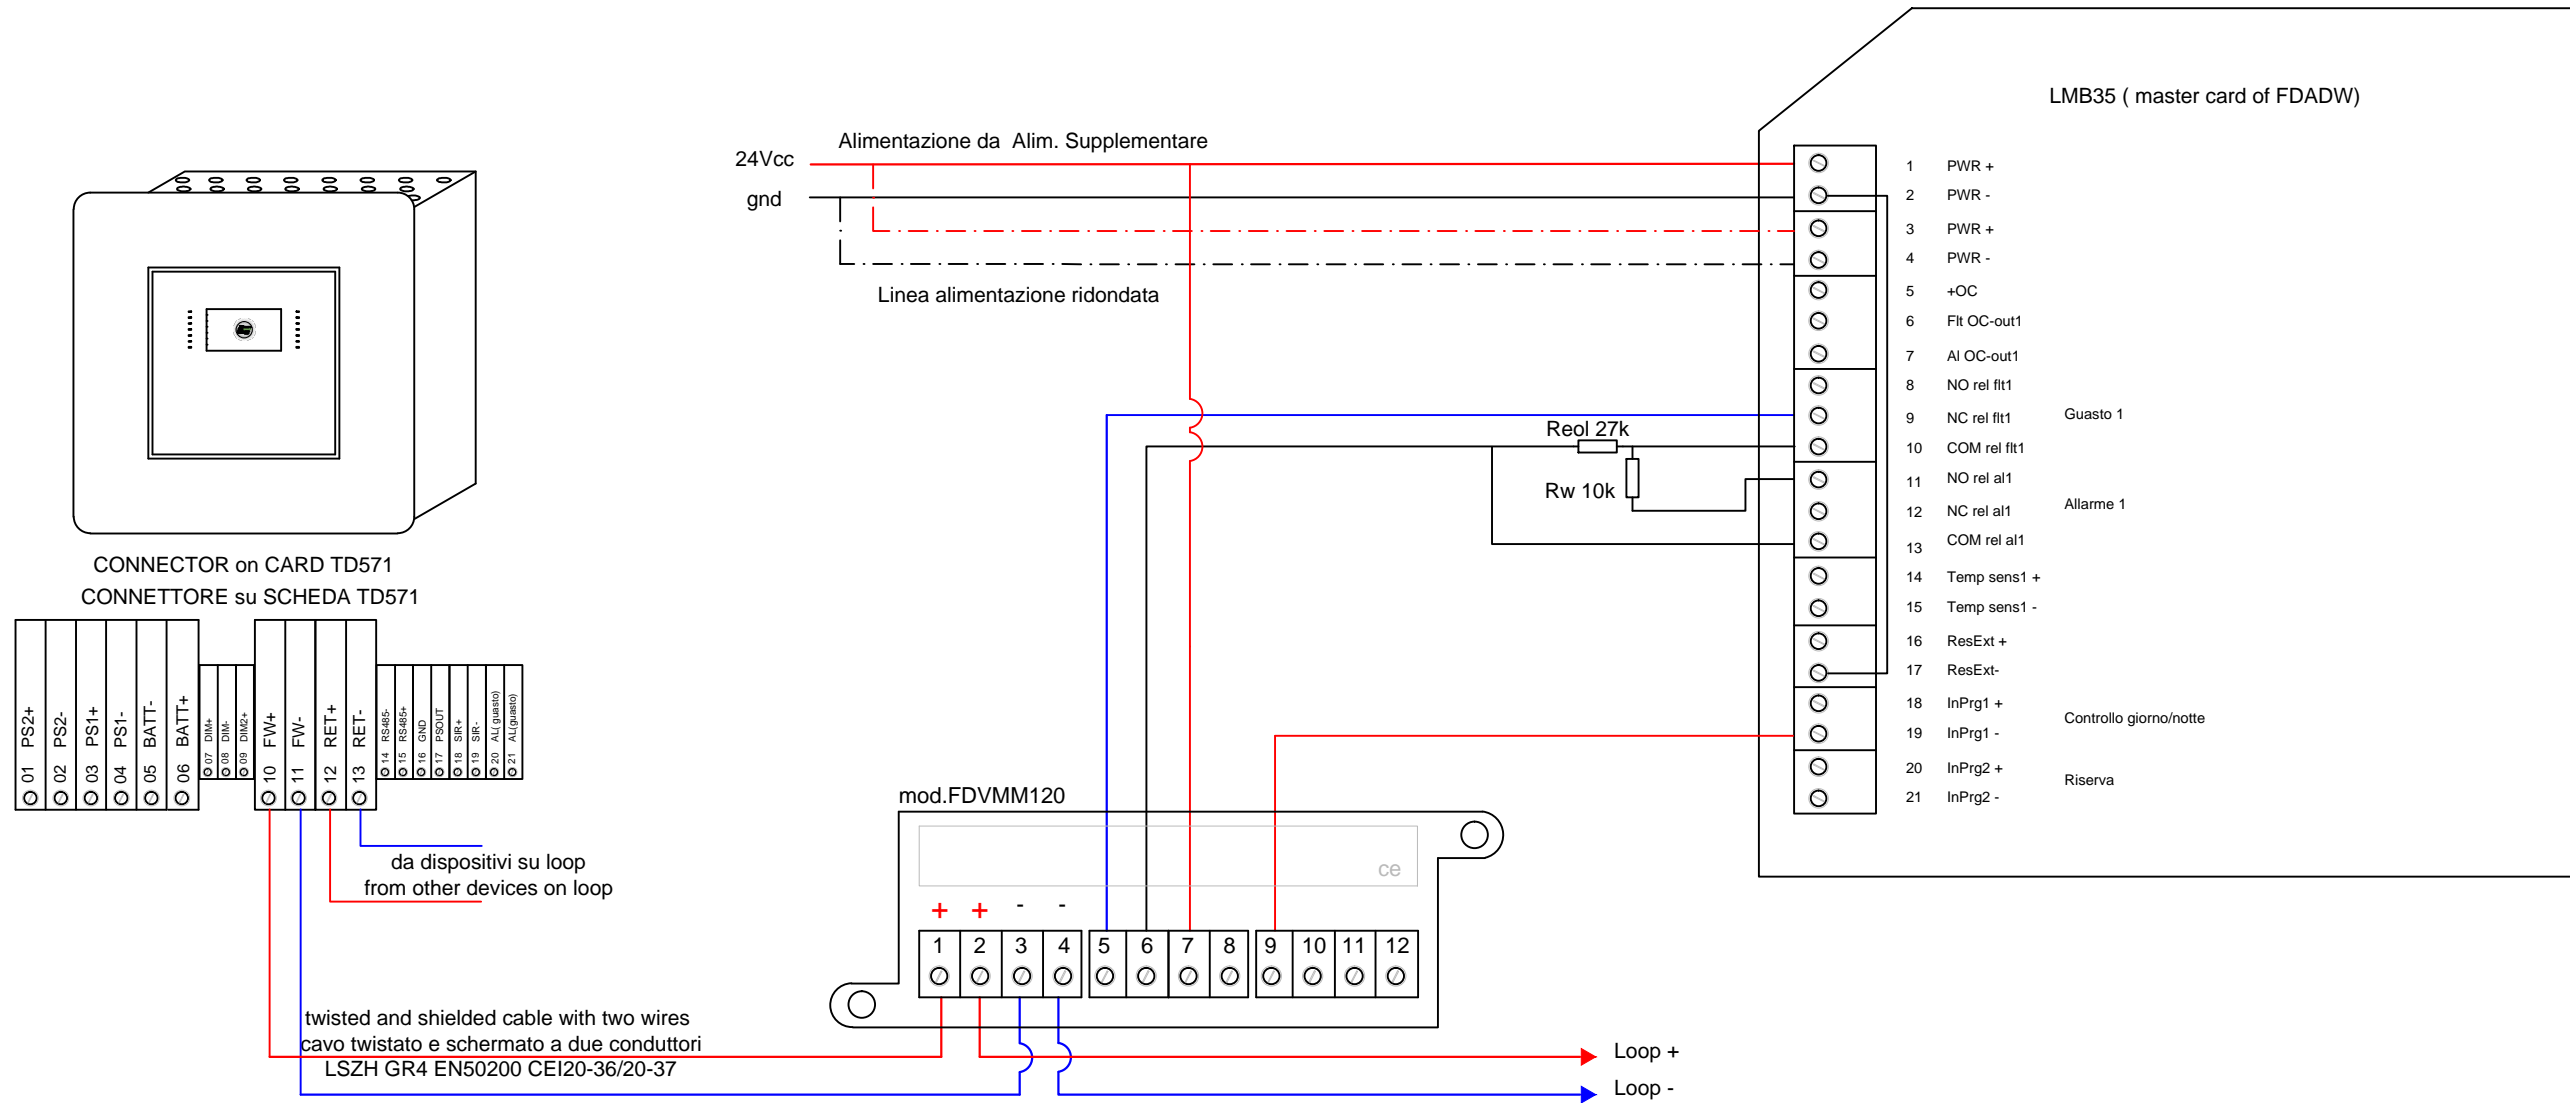 LMB35 ( master card of FDADW)
Alimentazione da Alim. Supplementare
24Vcc
gnd
Linea alimentazione ridondata
1 PWR +
2 PWR -
3 PWR +
4 PWR -
5 +OC
6 Flt OC-out1
7 Al OC-out1
8 NO rel flt1
9 NC rel flt1
Guasto 1
10 COM rel flt1
11 NO rel al1
12 NC rel al1
Allarme 1
13 COM rel al1
14 Temp sens1 +
15 Temp sens1 -
16 ResExt +
17 ResExt-
18 InPrg1 +
Controllo giorno/notte
19 InPrg1 -
20 InPrg2 +
Riserva
21 InPrg2 -
Reol 27k
Rw 10k
CONNECTOR on CARD TD571
CONNETTORE su SCHEDA TD571
01 PS2+
02 PS2-
03 PS1+
04 PS1-
05 BATT-
06 BATT+
07 DIM+
08 DIM-
09 DIM2+
10 FW+
11 FW-
12 RET+
13 RET-
14 RS485-
15 RS485+
16 GND
17 PSOUT
18 SIR+
19 SIR-
20 AL( guasto)
21 AL(guasto)
da dispositivi su loop
from other devices on loop
mod.FDVMM120
ce
+ + - -
1 2 3 4 5 6 7 8 9 10 11 12
twisted and shielded cable with two wires
cavo twistato e schermato a due conduttori
LSZH GR4 EN50200 CEI20-36/20-37
Loop +
Loop -